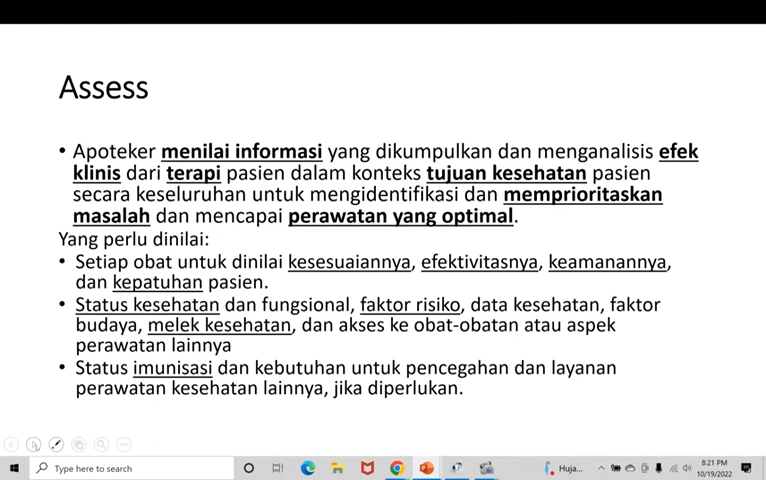 Assess
• Apoteker menilai informasi yang dikumpulkan dan menganalisis efek
klinis dari terapi pasien dalam konteks tujuan kesehatan pasien
secara keseluruhan untuk mengidentifikasi dan memprioritaskan
masalah dan mencapai perawatan yang optimal.
Yang perlu dinilai:
• Setiap obat untuk dinilai kesesuaiannya, efektivitasnya, keamanannya,
dan kepatuhan pasien.
• Status kesehatan dan fungsional, faktor risiko, data kesehatan, faktor
budaya, melek kesehatan, dan akses ke obat-obatan atau aspek
perawatan lainnya
• Status imunisasi dan kebutuhan untuk pencegahan dan layanan
perawatan kesehatan lainnya, jika diperlukan.
Type here to search
Huja...
8:21 PM
10/19/2022